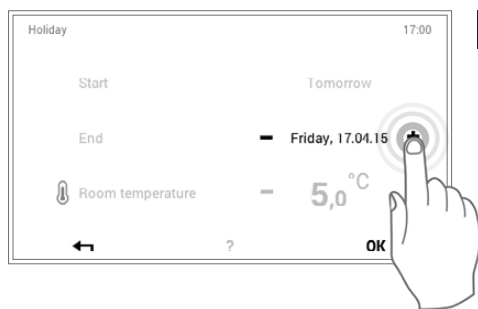 Holiday 17:00
Start Tomorrow
End - Friday, 17.04.15 +
Room temperature - 5,0 °C
? OK